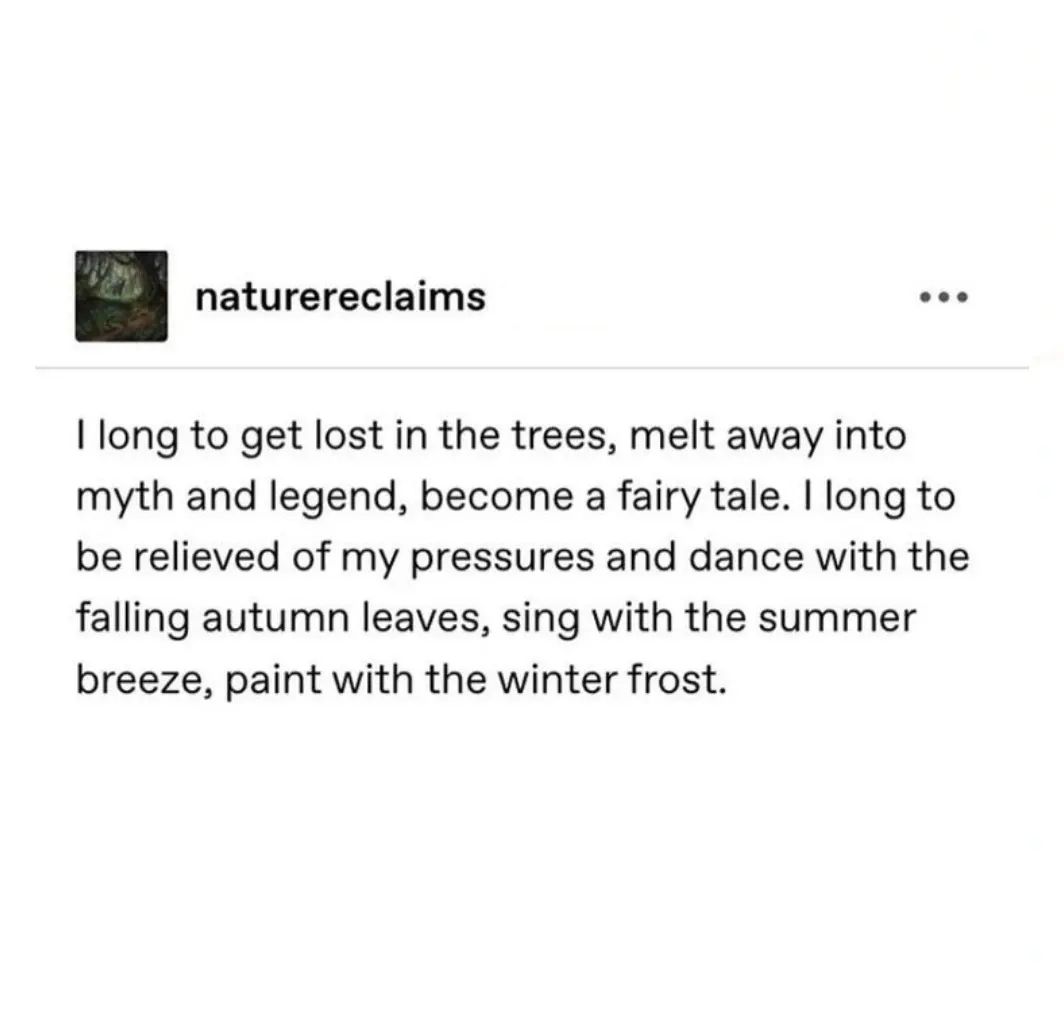 naturereclaims
I long to get lost in the trees, melt away into
myth and legend, become a fairy tale. I long to
be relieved of my pressures and dance with the
falling autumn leaves, sing with the summer
breeze, paint with the winter frost.